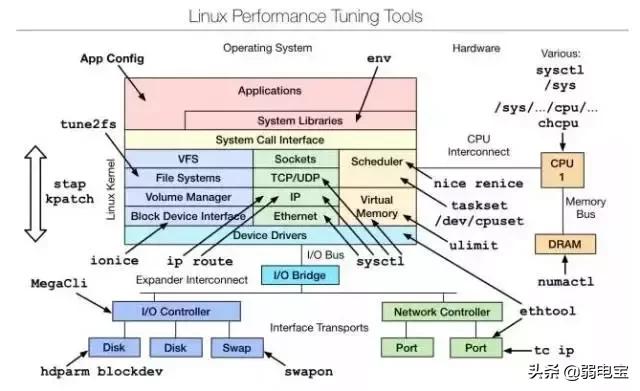 Linux Performance Tuning Tools
Operating System
Hardware
Various:
sysctl
/sys
App Config
env
Applications
/sys/.../cpu/...
chcpu
System Libraries
tune2fs
System Call Interface
CPU
Interconnect
Linux Kernel
VFS
Sockets
Scheduler
File Systems
TCP/UDP
CPU
1
nice renice
stap
kpatch
Volume Manager
IP
Virtual
Memory
taskset
/dev/cpuset
Memory
Bus
Block Device Interface
Ethernet
ulimit
Device Drivers
DRAM
ionice
ip route
I/O Bus
sysctl
I/O Bridge
numactl
Expander Interconnect
MegaCli
I/O Controller
Network Controller
ethtool
Interface Transports
Disk
Disk
Swap
Port
Port
tc ip
hdparm blockdev
swapon
头条 @弱电宝